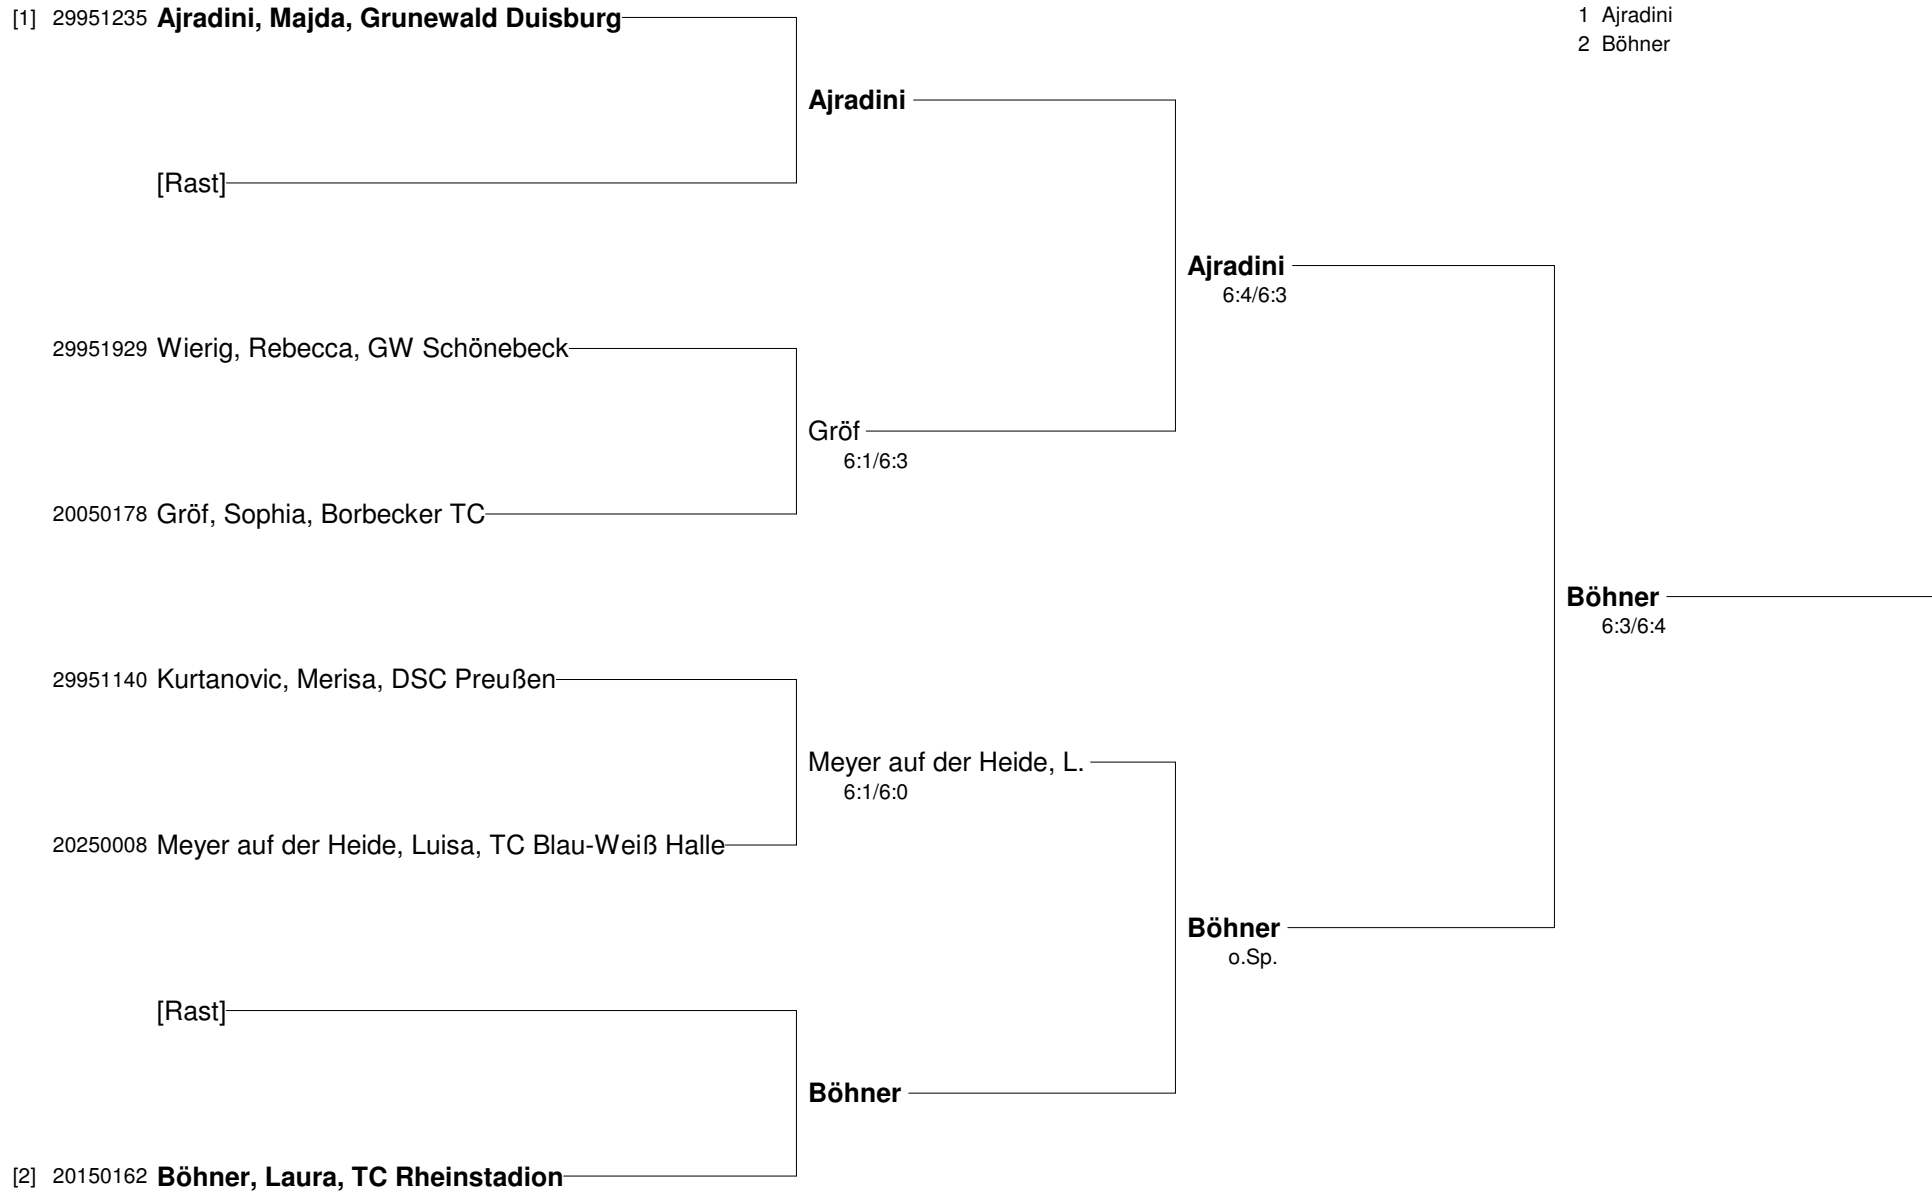 [1] 29951235 Ajradini, Majda, Grunewald Duisburg
1 Ajradini
2 Böhner
Ajradini
[Rast]
Ajradini
6:4/6:3
29951929 Wierig, Rebecca, GW Schönebeck
Gröf
6:1/6:3
20050178 Gröf, Sophia, Borbecker TC
Böhner
6:3/6:4
29951140 Kurtanovic, Merisa, DSC Preußen
Meyer auf der Heide, L.
6:1/6:0
20250008 Meyer auf der Heide, Luisa, TC Blau-Weiß Halle
Böhner
o.Sp.
[Rast]
Böhner
[2] 20150162 Böhner, Laura, TC Rheinstadion